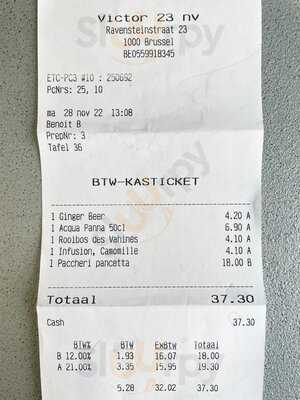 Victor 23 nv
Ravensteinstraat 23
1000 Brussel
BE0559918345
ETC-PC3 #10 : 250692
PcNrs: 25, 10
ma 28 nov 22 13:08
Benoit B
PrepNr: 3
Tafel 36
BTW-KASTICKET
1 Ginger Beer 4.20 A
1 Acqua Panna 50cl 6.90 A
1 Rooibos des Vahinés 4.10 A
1 Infusion, Camomille 4.10 A
1 Paccheri pancetta 18.00 B
Totaal 37.30
Cash 37.30
BTW% BTW ExBtw Totaal
B 12.00% 1.93 16.07 18.00
A 21.00% 3.35 15.95 19.30
5.28 32.02 37.30